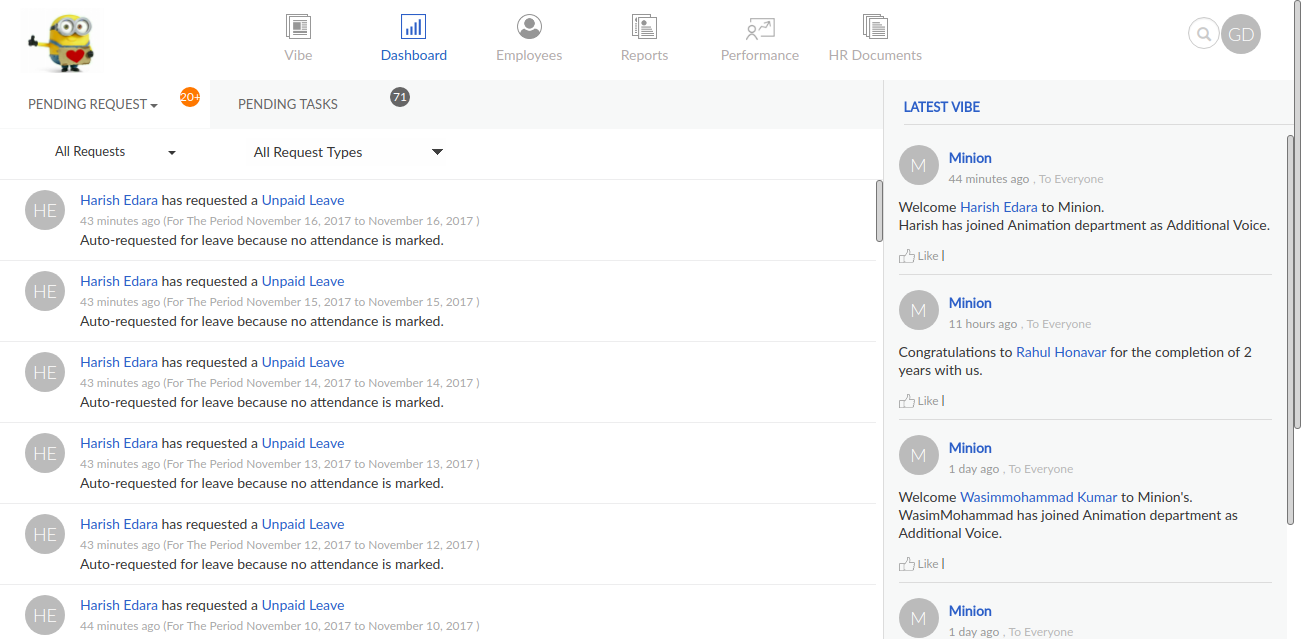 Vibe
Dashboard
Employees
Reports
Performance
HR Documents
GD
PENDING REQUEST
20+
PENDING TASKS
71
All Requests
All Request Types
HE
Harish Edara has requested a Unpaid Leave
43 minutes ago (For The Period November 16, 2017 to November 16, 2017 )
Auto-requested for leave because no attendance is marked.
HE
Harish Edara has requested a Unpaid Leave
43 minutes ago (For The Period November 15, 2017 to November 15, 2017 )
Auto-requested for leave because no attendance is marked.
HE
Harish Edara has requested a Unpaid Leave
43 minutes ago (For The Period November 14, 2017 to November 14, 2017 )
Auto-requested for leave because no attendance is marked.
HE
Harish Edara has requested a Unpaid Leave
43 minutes ago (For The Period November 13, 2017 to November 13, 2017 )
Auto-requested for leave because no attendance is marked.
HE
Harish Edara has requested a Unpaid Leave
43 minutes ago (For The Period November 12, 2017 to November 12, 2017 )
Auto-requested for leave because no attendance is marked.
HE
Harish Edara has requested a Unpaid Leave
44 minutes ago (For The Period November 10, 2017 to November 10, 2017 )
LATEST VIBE
M
Minion
44 minutes ago , To Everyone
Welcome Harish Edara to Minion.
Harish has joined Animation department as Additional Voice.
Like |
M
Minion
11 hours ago , To Everyone
Congratulations to Rahul Honavar for the completion of 2
years with us.
Like |
M
Minion
1 day ago , To Everyone
Welcome Wasimmohammad Kumar to Minion's.
WasimMohammad has joined Animation department as
Additional Voice.
Like |
M
Minion
1 day ago , To Everyone